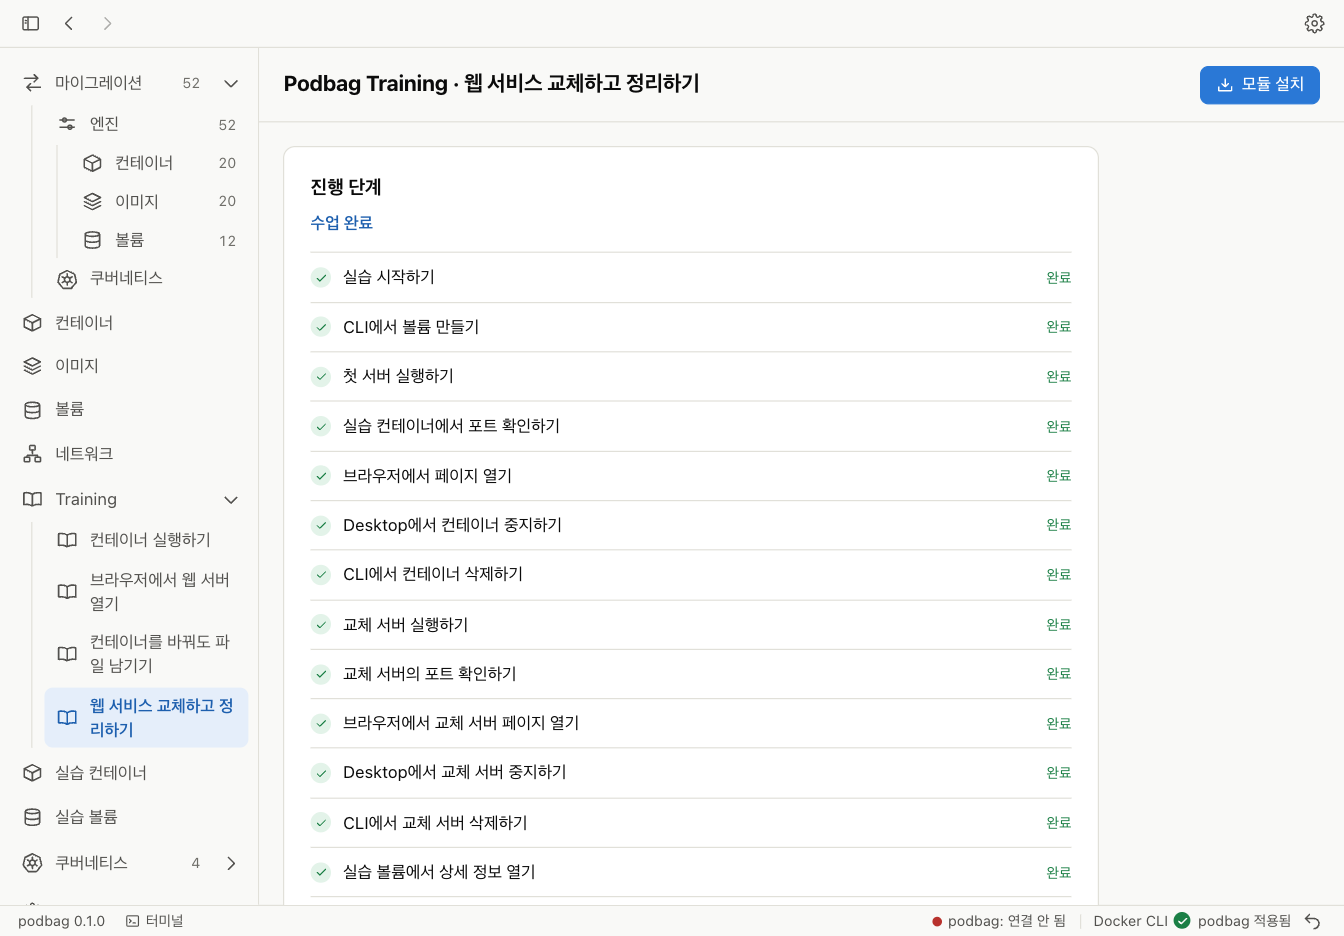 Podbag Training · 웹 서비스 교체하고 정리하기
모듈 설치
마이그레이션 52
엔진 52
컨테이너 20
이미지 20
볼륨 12
쿠버네티스
컨테이너
이미지
볼륨
네트워크
Training
컨테이너 실행하기
브라우저에서 웹 서버
열기
컨테이너를 바꿔도 파
일 남기기
웹 서비스 교체하고 정
리하기
실습 컨테이너
실습 볼륨
쿠버네티스 4
진행 단계
수업 완료
실습 시작하기 완료
CLI에서 볼륨 만들기 완료
첫 서버 실행하기 완료
실습 컨테이너에서 포트 확인하기 완료
브라우저에서 페이지 열기 완료
Desktop에서 컨테이너 중지하기 완료
CLI에서 컨테이너 삭제하기 완료
교체 서버 실행하기 완료
교체 서버의 포트 확인하기 완료
브라우저에서 교체 서버 페이지 열기 완료
Desktop에서 교체 서버 중지하기 완료
CLI에서 교체 서버 삭제하기 완료
실습 볼륨에서 상세 정보 열기 완료
podbag 0.1.0 터미널 podbag: 연결 안 됨 Docker CLI podbag 적용됨